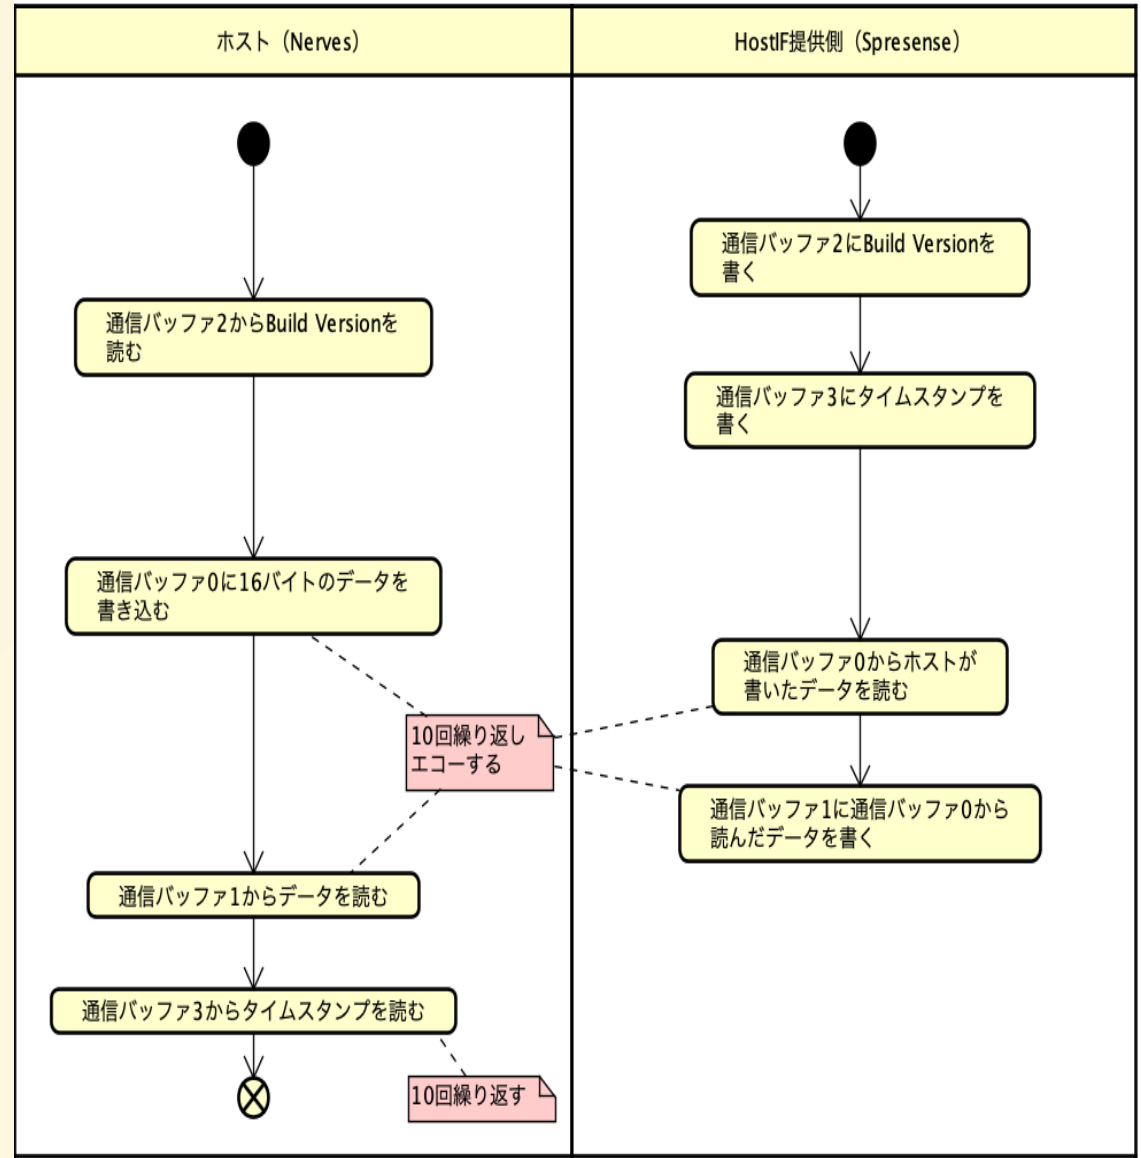 ホスト（Nerves）
HostIF提供側（Spresense）
通信バッファ2にBuild Versionを
書く
通信バッファ2からBuild Versionを
読む
通信バッファ3にタイムスタンプを
書く
通信バッファ0に16バイトのデータを
書き込む
通信バッファ0からホストが
書いたデータを読む
10回繰り返し
エコーする
通信バッファ1に通信バッファ0から
読んだデータを書く
通信バッファ1からデータを読む
通信バッファ3からタイムスタンプを読む
10回繰り返す